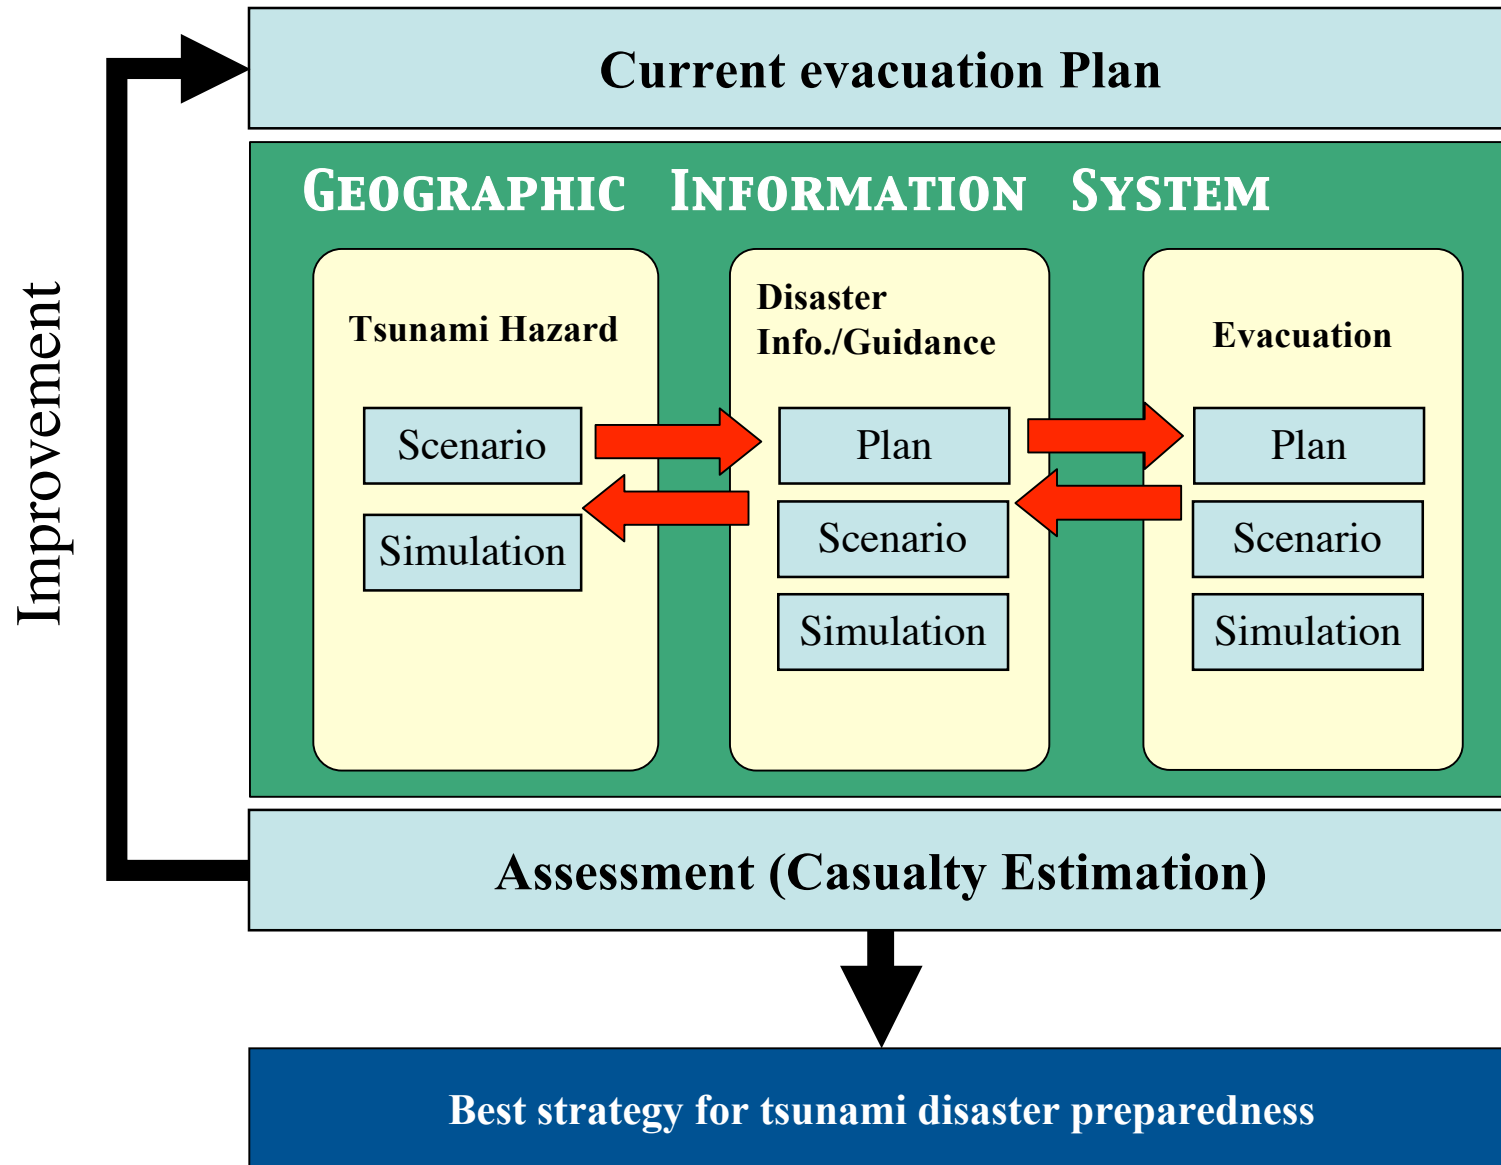 Current evacuation Plan
GEOGRAPHIC INFORMATION SYSTEM
Tsunami Hazard
Scenario
Simulation
Disaster
Info./Guidance
Plan
Scenario
Simulation
Evacuation
Plan
Scenario
Simulation
Improvement
Assessment (Casualty Estimation)
Best strategy for tsunami disaster preparedness